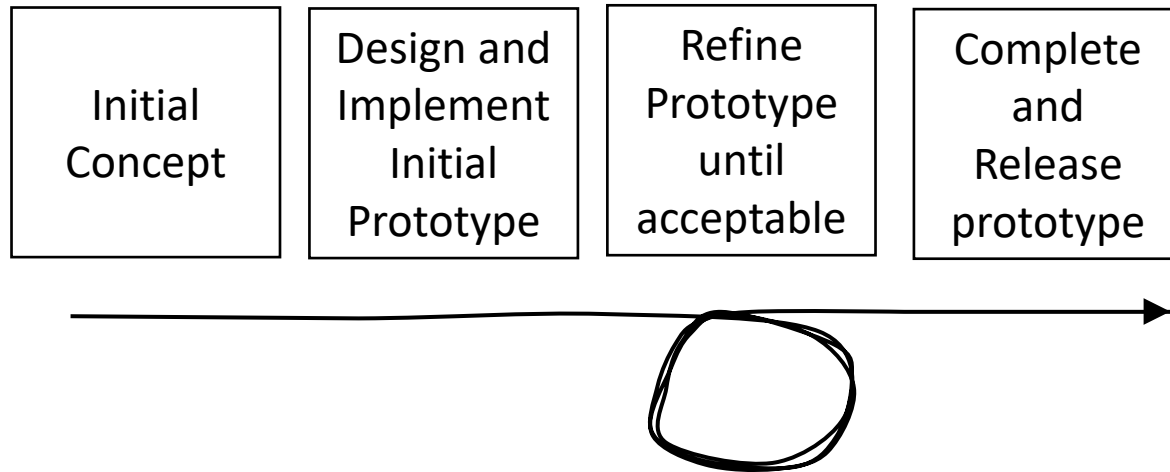 Initial
Concept
Design and
Implement
Initial
Prototype
Refine
Prototype
until
acceptable
Complete
and
Release
prototype